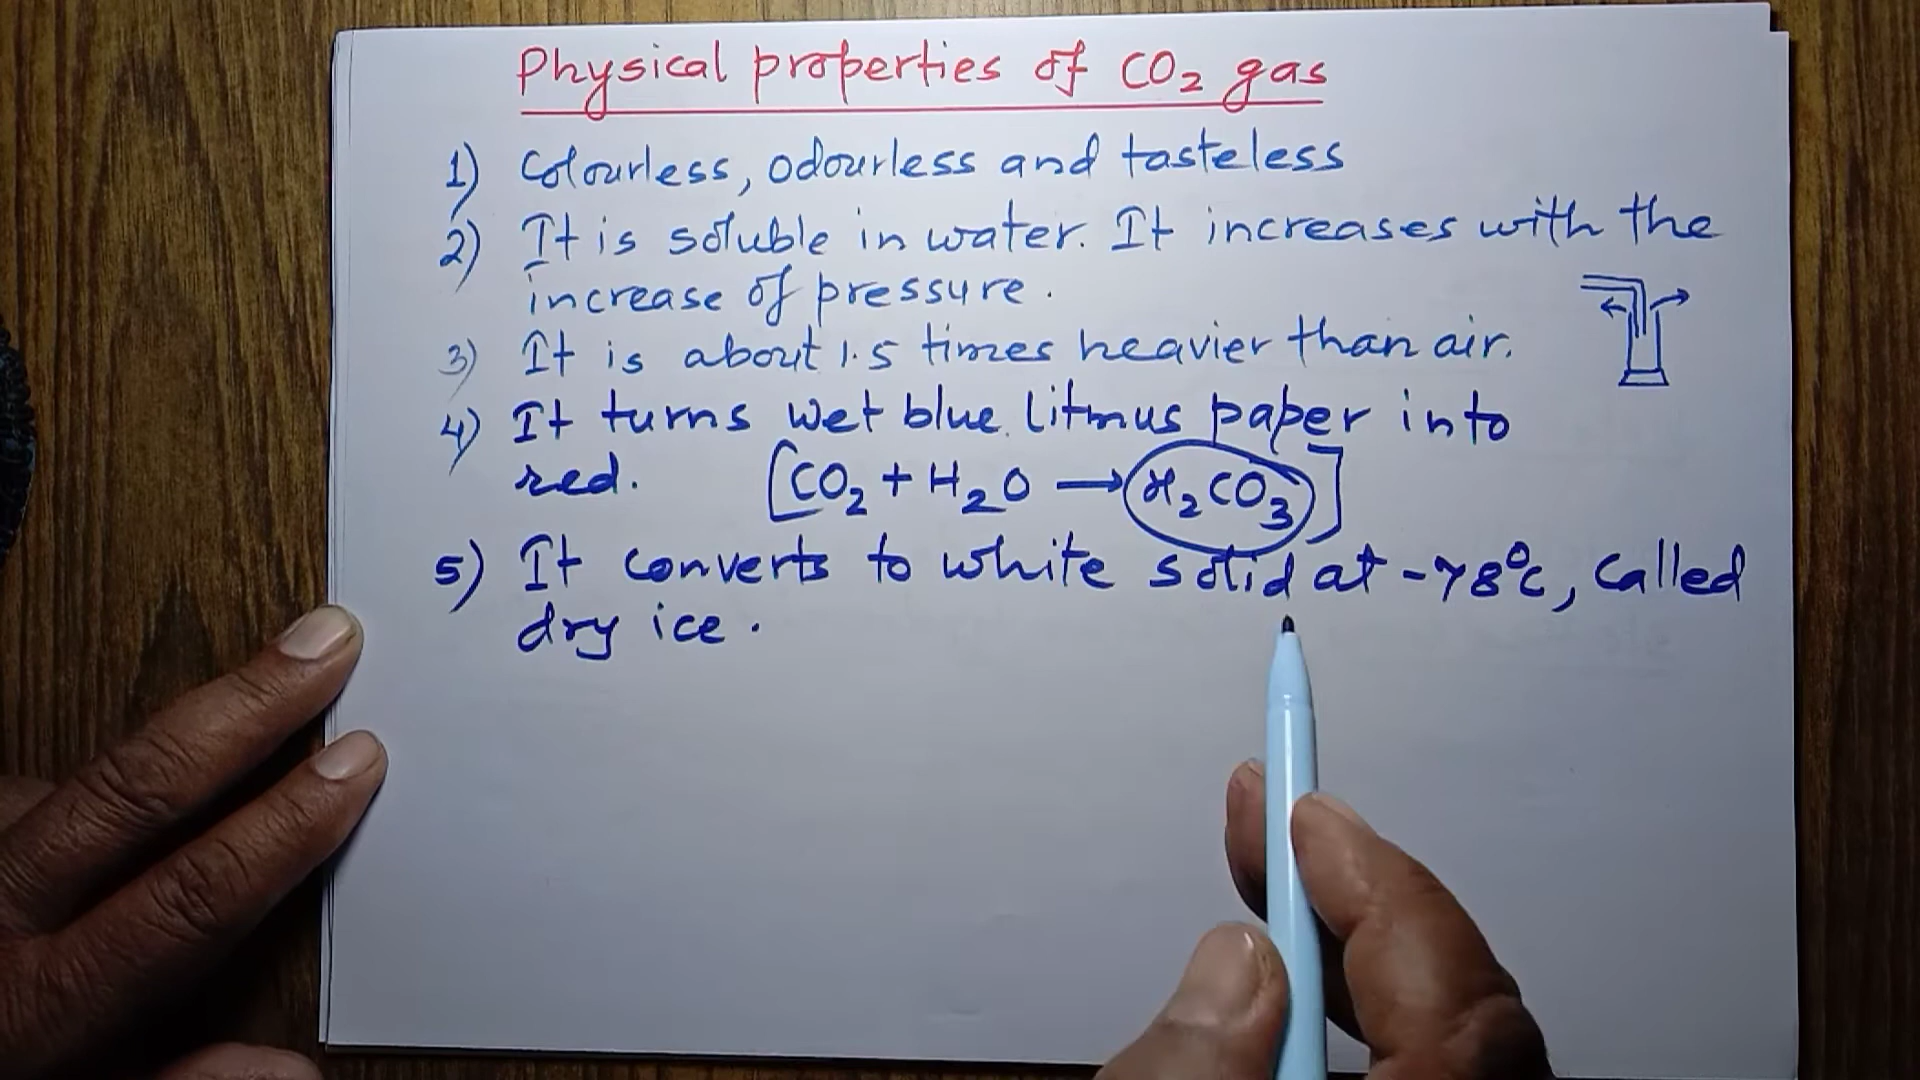 Physical properties of CO₂ gas
1) Colourless, odourless and tasteless
2) It is soluble in water. It increases with the
increase of pressure.
3) It is about 1.5 times heavier than air.
4) It turns wet blue litmus paper into
red. [CO₂ + H₂O → H₂CO₃]
5) It converts to white solid at -78°C, called
dry ice.